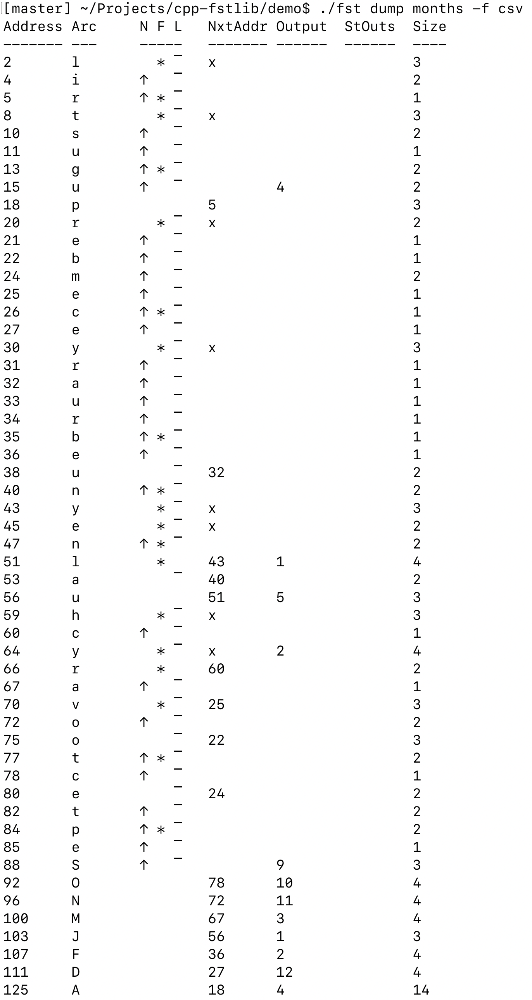 [master] ~/Projects/cpp-fstlib/demo$ ./fst dump months -f csv
Address Arc     N F L   NxtAddr Output  StOuts  Size
------- ---     -----   ------- ------  ------  ----
2       l         * ‾   x                       3
4       i       ↑   ‾                           2
5       r       ↑ * ‾                           1
8       t         * ‾   x                       3
10      s       ↑   ‾                           2
11      u       ↑   ‾                           1
13      g       ↑ * ‾                           2
15      u       ↑   ‾           4               2
18      p               5                       3
20      r         * ‾   x                       2
21      e       ↑   ‾                           1
22      b       ↑   ‾                           1
24      m       ↑   ‾                           2
25      e       ↑   ‾                           1
26      c       ↑ * ‾                           1
27      e       ↑   ‾                           1
30      y         * ‾   x                       3
31      r       ↑   ‾                           1
32      a       ↑   ‾                           1
33      u       ↑   ‾                           1
34      r       ↑   ‾                           1
35      b       ↑ * ‾                           1
36      e       ↑   ‾                           1
38      u           ‾   32                      2
40      n       ↑ * ‾                           2
43      y         * ‾   x                       3
45      e         * ‾   x                       2
47      n       ↑ * ‾                           2
51      l         *     43      1               4
53      a           ‾   40                      2
56      u               51      5               3
59      h         * ‾   x                       3
60      c       ↑   ‾                           1
64      y         * ‾   x       2               4
66      r         *     60                      2
67      a       ↑   ‾                           1
70      v         * ‾   25                      3
72      o       ↑   ‾                           2
75      o           ‾   22                      3
77      t       ↑ * ‾                           2
78      c       ↑   ‾                           1
80      e           ‾   24                      2
82      t       ↑   ‾                           2
84      p       ↑ * ‾                           2
85      e       ↑   ‾                           1
88      S       ↑   ‾           9               3
92      O               78      10              4
96      N               72      11              4
100     M               67      3               4
103     J               56      1               3
107     F               36      2               4
111     D               27      12              4
125     A               18      4               14